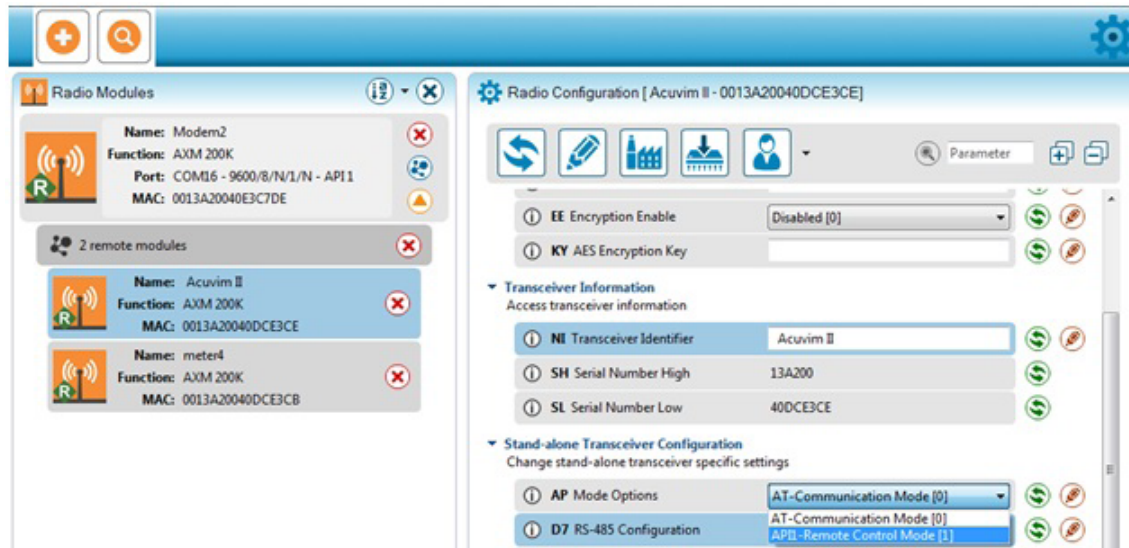 Radio Modules
Name: Modem2
Function: AXM 200K
Port: COM16 - 9600/8/N/1/N - API 1
MAC: 0013A20040E3C7DE
R
2 remote modules
Name: Acuvim II
Function: AXM 200K
MAC: 0013A20040DCE3CE
R
Name: meter4
Function: AXM 200K
MAC: 0013A20040DCE3CB
R
Radio Configuration [ Acuvim II - 0013A20040DCE3CE]
Parameter
EE Encryption Enable
Disabled [0]
KY AES Encryption Key
Transceiver Information
Access transceiver information
NI Transceiver Identifier
Acuvim II
SH Serial Number High
13A200
SL Serial Number Low
40DCE3CE
Stand-alone Transceiver Configuration
Change stand-alone transceiver specific settings
AP Mode Options
AT-Communication Mode [0]
AT-Communication Mode [0]
D7 RS-485 Configuration
API1-Remote Control Mode [1]